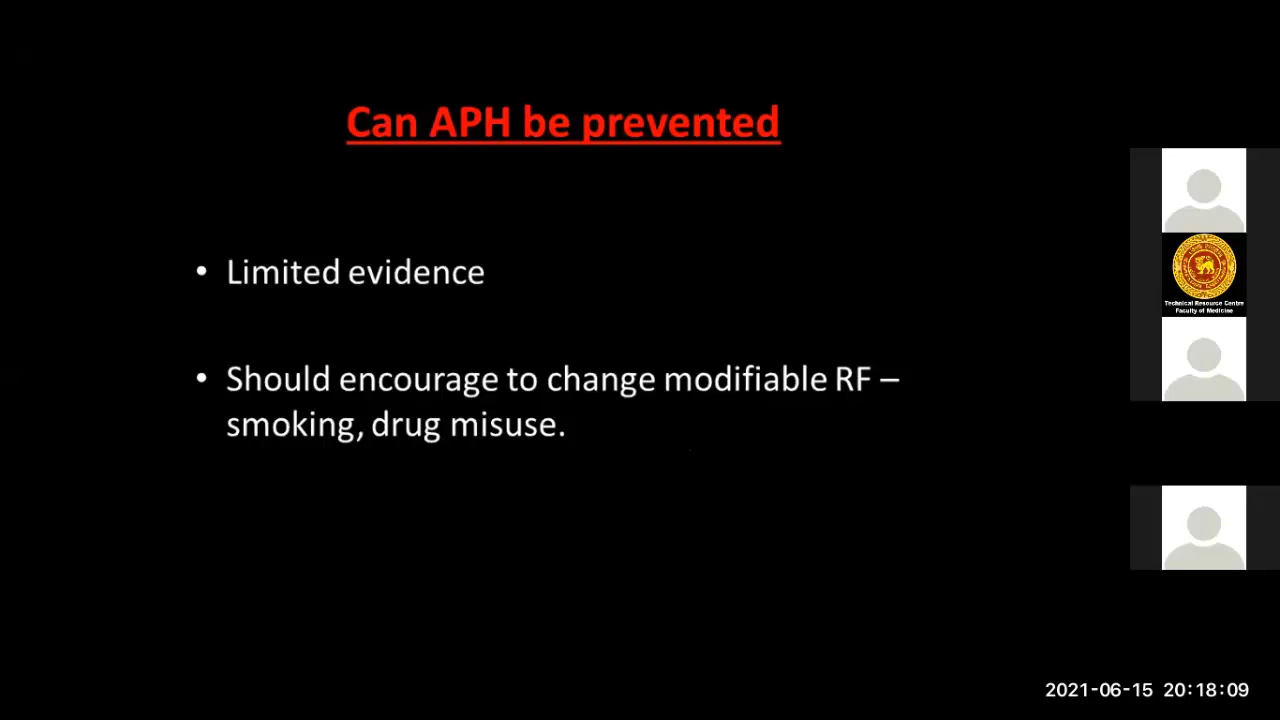 Can APH be prevented
• Limited evidence
• Should encourage to change modifiable RF –
smoking, drug misuse.
Technical Resource Centre
Faculty of Medicine
2021-06-15 20:18:09